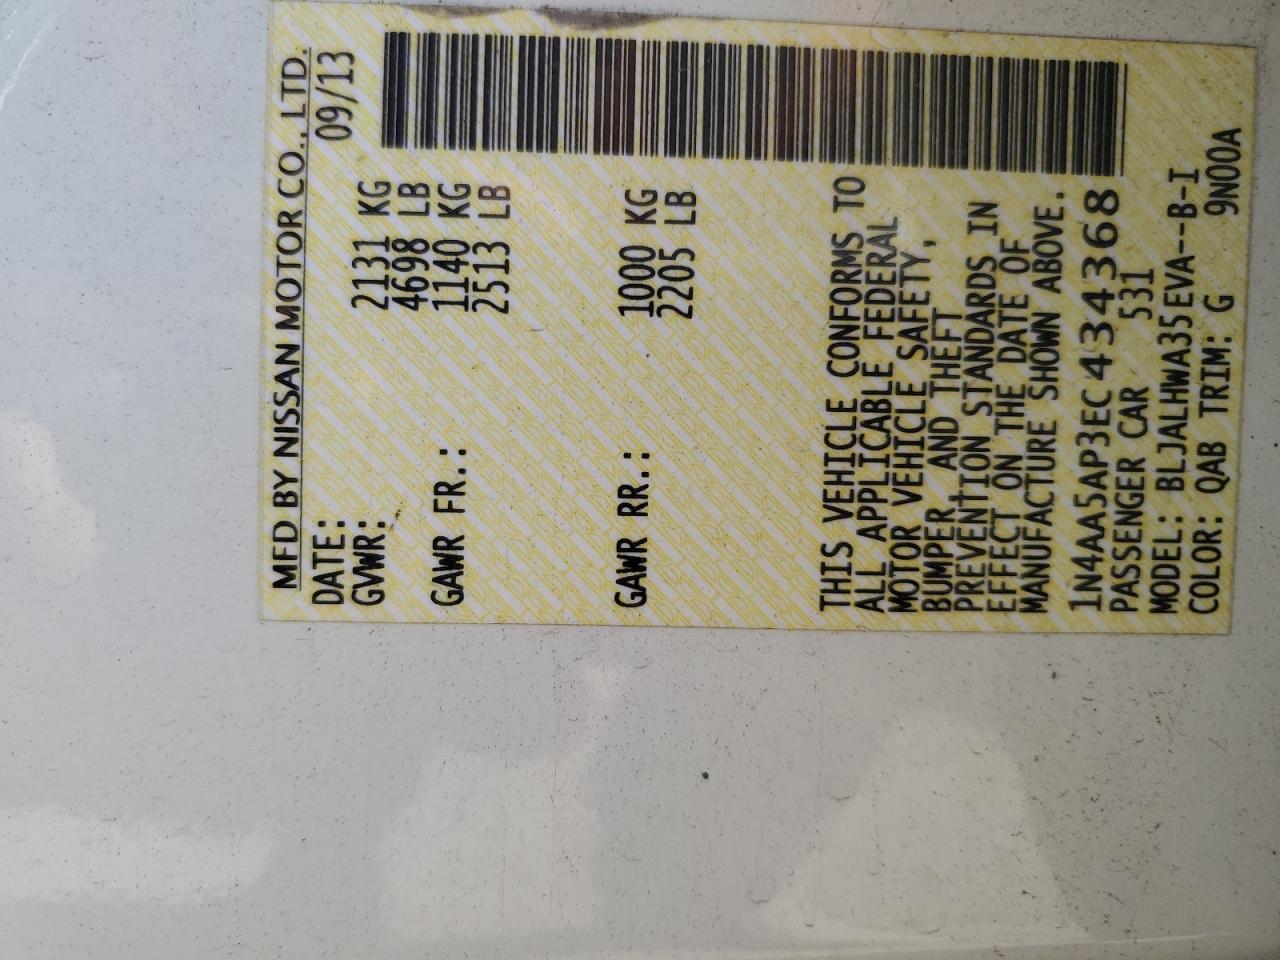 MFD BY NISSAN MOTOR CO., LTD.
DATE: 09/13
GVWR: 2131 KG
4698 LB
GAWR FR.: 1140 KG
2513 LB
GAWR RR.: 1000 KG
2205 LB
THIS VEHICLE CONFORMS TO
ALL APPLICABLE FEDERAL
MOTOR VEHICLE SAFETY,
BUMPER AND THEFT
PREVENTION STANDARDS IN
EFFECT ON THE DATE OF
MANUFACTURE SHOWN ABOVE.
1N4AA5AP3EC434368
PASSENGER CAR 531
MODEL: BLJALHWA35EVA--B-I
COLOR: QAB TRIM: G 9N00A